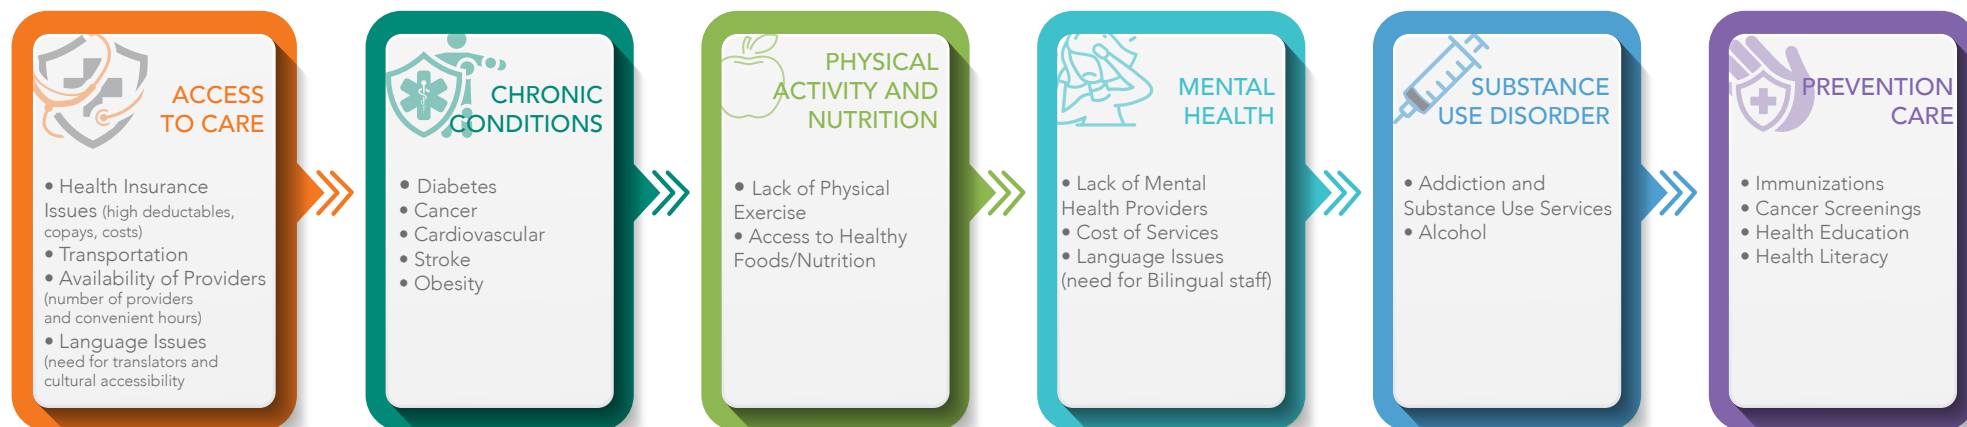 ACCESS
TO CARE
• Health Insurance
Issues (high deductables,
copays, costs)
• Transportation
• Availability of Providers
(number of providers
and convenient hours)
• Language Issues
(need for translators and
cultural accessibility
CHRONIC
CONDITIONS
• Diabetes
• Cancer
• Cardiovascular
• Stroke
• Obesity
PHYSICAL
ACTIVITY AND
NUTRITION
• Lack of Physical
Exercise
• Access to Healthy
Foods/Nutrition
MENTAL
HEALTH
• Lack of Mental
Health Providers
• Cost of Services
• Language Issues
(need for Bilingual staff)
SUBSTANCE
USE DISORDER
• Addiction and
Substance Use Services
• Alcohol
PREVENTION
CARE
• Immunizations
• Cancer Screenings
• Health Education
• Health Literacy